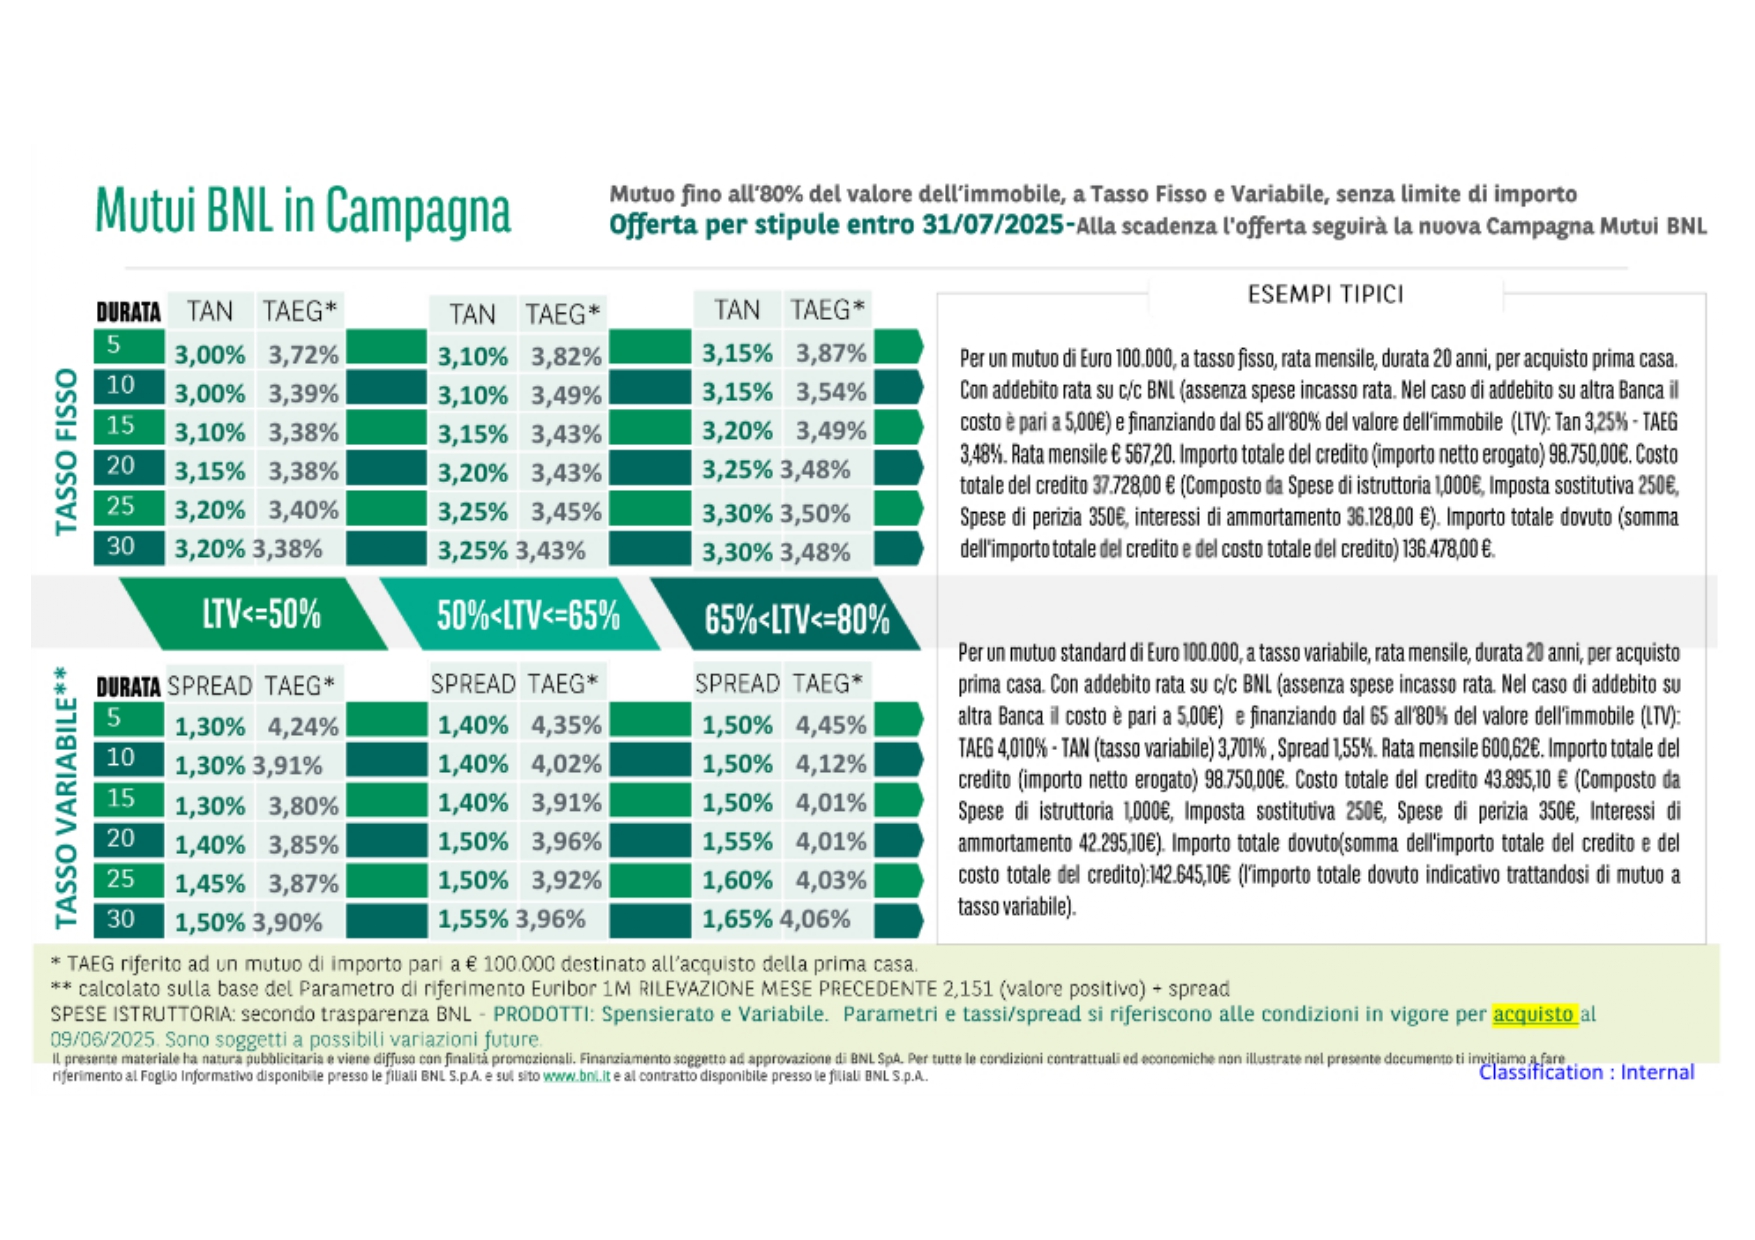 Mutui BNL in Campagna
Mutuo fino all'80% del valore dell'immobile, a Tasso Fisso e Variabile, senza limite di importo
Offerta per stipule entro 31/07/2025-Alla scadenza l'offerta seguirà la nuova Campagna Mutui BNL
TASSO FISSO
DURATA TAN TAEG* TAN TAEG* TAN TAEG*
5 3,00% 3,72% 3,10% 3,82% 3,15% 3,87%
10 3,00% 3,39% 3,10% 3,49% 3,15% 3,54%
15 3,10% 3,38% 3,15% 3,43% 3,20% 3,49%
20 3,15% 3,38% 3,20% 3,43% 3,25% 3,48%
25 3,20% 3,40% 3,25% 3,45% 3,30% 3,50%
30 3,20% 3,38% 3,25% 3,43% 3,30% 3,48%
LTV<=50% 50%<LTV<=65% 65%<LTV<=80%
TASSO VARIABILE**
DURATA SPREAD TAEG* SPREAD TAEG* SPREAD TAEG*
5 1,30% 4,24% 1,40% 4,35% 1,50% 4,45%
10 1,30% 3,91% 1,40% 4,02% 1,50% 4,12%
15 1,30% 3,80% 1,40% 3,91% 1,50% 4,01%
20 1,40% 3,85% 1,50% 3,96% 1,55% 4,01%
25 1,45% 3,87% 1,50% 3,92% 1,60% 4,03%
30 1,50% 3,90% 1,55% 3,96% 1,65% 4,06%
ESEMPI TIPICI
Per un mutuo di Euro 100.000, a tasso fisso, rata mensile, durata 20 anni, per acquisto prima casa.
Con addebito rata su c/c BNL (assenza spese incasso rata. Nel caso di addebito su altra Banca il
costo è pari a 5,00€) e finanziando dal 65 all'80% del valore dell'immobile (LTV): Tan 3,25% - TAEG
3,48%. Rata mensile € 567,20. Importo totale del credito (importo netto erogato) 98.750,00€. Costo
totale del credito 37.728,00 € (Composto da Spese di istruttoria 1,000€, Imposta sostitutiva 250€,
Spese di perizia 350€, interessi di ammortamento 36.128,00 €). Importo totale dovuto (somma
dell'importo totale del credito e del costo totale del credito) 136.478,00 €.
Per un mutuo standard di Euro 100.000, a tasso variabile, rata mensile, durata 20 anni, per acquisto
prima casa. Con addebito rata su c/c BNL (assenza spese incasso rata. Nel caso di addebito su
altra Banca il costo è pari a 5,00€) e finanziando dal 65 all'80% del valore dell'immobile (LTV):
TAEG 4,010% - TAN (tasso variabile) 3,701% , Spread 1,55%. Rata mensile 600,62€. Importo totale del
credito (importo netto erogato) 98.750,00€. Costo totale del credito 43.895,10 € (Composto da
Spese di istruttoria 1,000€, Imposta sostitutiva 250€, Spese di perizia 350€, Interessi di
ammortamento 42.295,10€). Importo totale dovuto(somma dell'importo totale del credito e del
costo totale del credito):142.645,10€ (l'importo totale dovuto indicativo trattandosi di mutuo a
tasso variabile).
* TAEG riferito ad un mutuo di importo pari a € 100.000 destinato all'acquisto della prima casa.
** calcolato sulla base del Parametro di riferimento Euribor 1M RILEVAZIONE MESE PRECEDENTE 2,151 (valore positivo) + spread
SPESE ISTRUTTORIA: secondo trasparenza BNL - PRODOTTI: Spensierato e Variabile. Parametri e tassi/spread si riferiscono alle condizioni in vigore per acquisto al
09/06/2025. Sono soggetti a possibili variazioni future.
Il presente materiale ha natura pubblicitaria e viene diffuso con finalità promozionali. Finanziamento soggetto ad approvazione di BNL SpA. Per tutte le condizioni contrattuali ed economiche non illustrate nel presente documento ti invitiamo a fare
riferimento al Foglio Informativo disponibile presso le filiali BNL S.p.A. e sul sito www.bnl.it e al contratto disponibile presso le filiali BNL S.p.A..
Classification : Internal